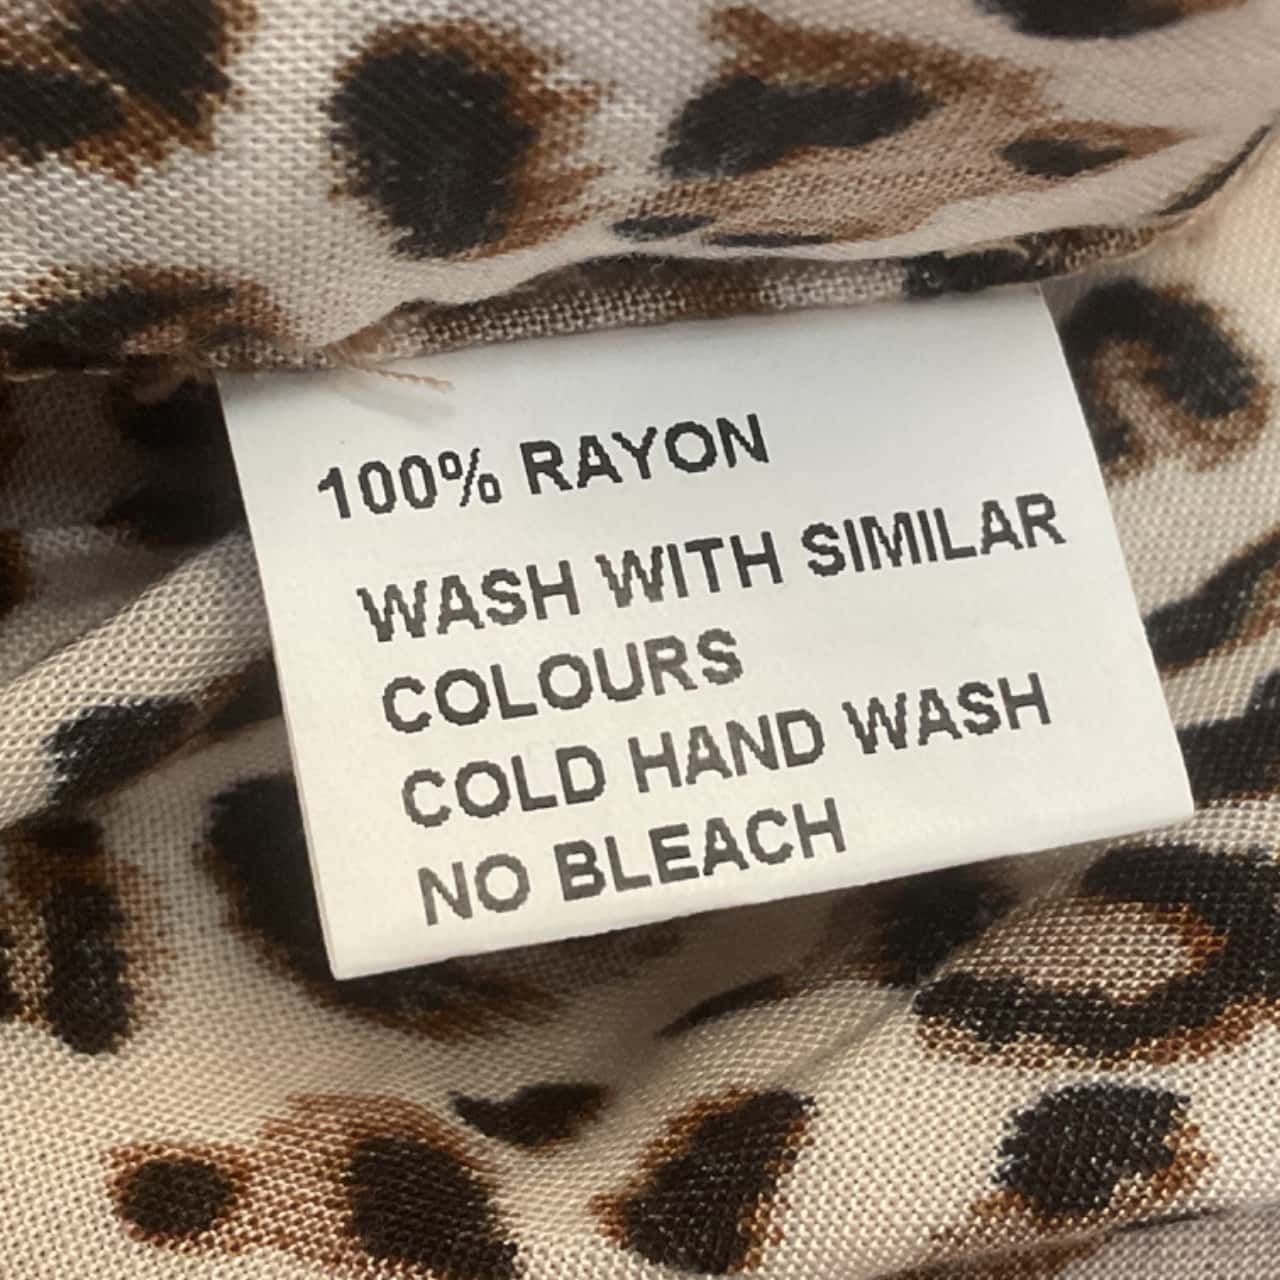 100% RAYON
WASH WITH SIMILAR
COLOURS
COLD HAND WASH
NO BLEACH